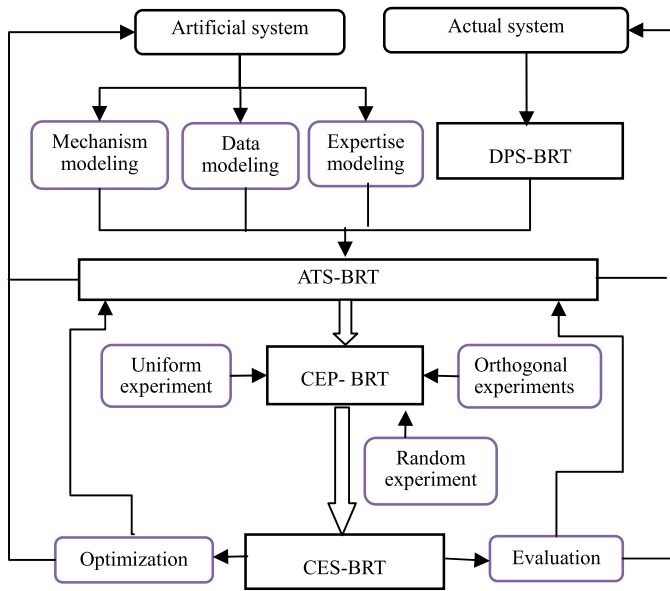 Artificial system
Actual system
Mechanism
modeling
Data
modeling
Expertise
modeling
DPS-BRT
ATS-BRT
Uniform
experiment
CEP- BRT
Orthogonal
experiments
Random
experiment
Optimization
CES-BRT
Evaluation